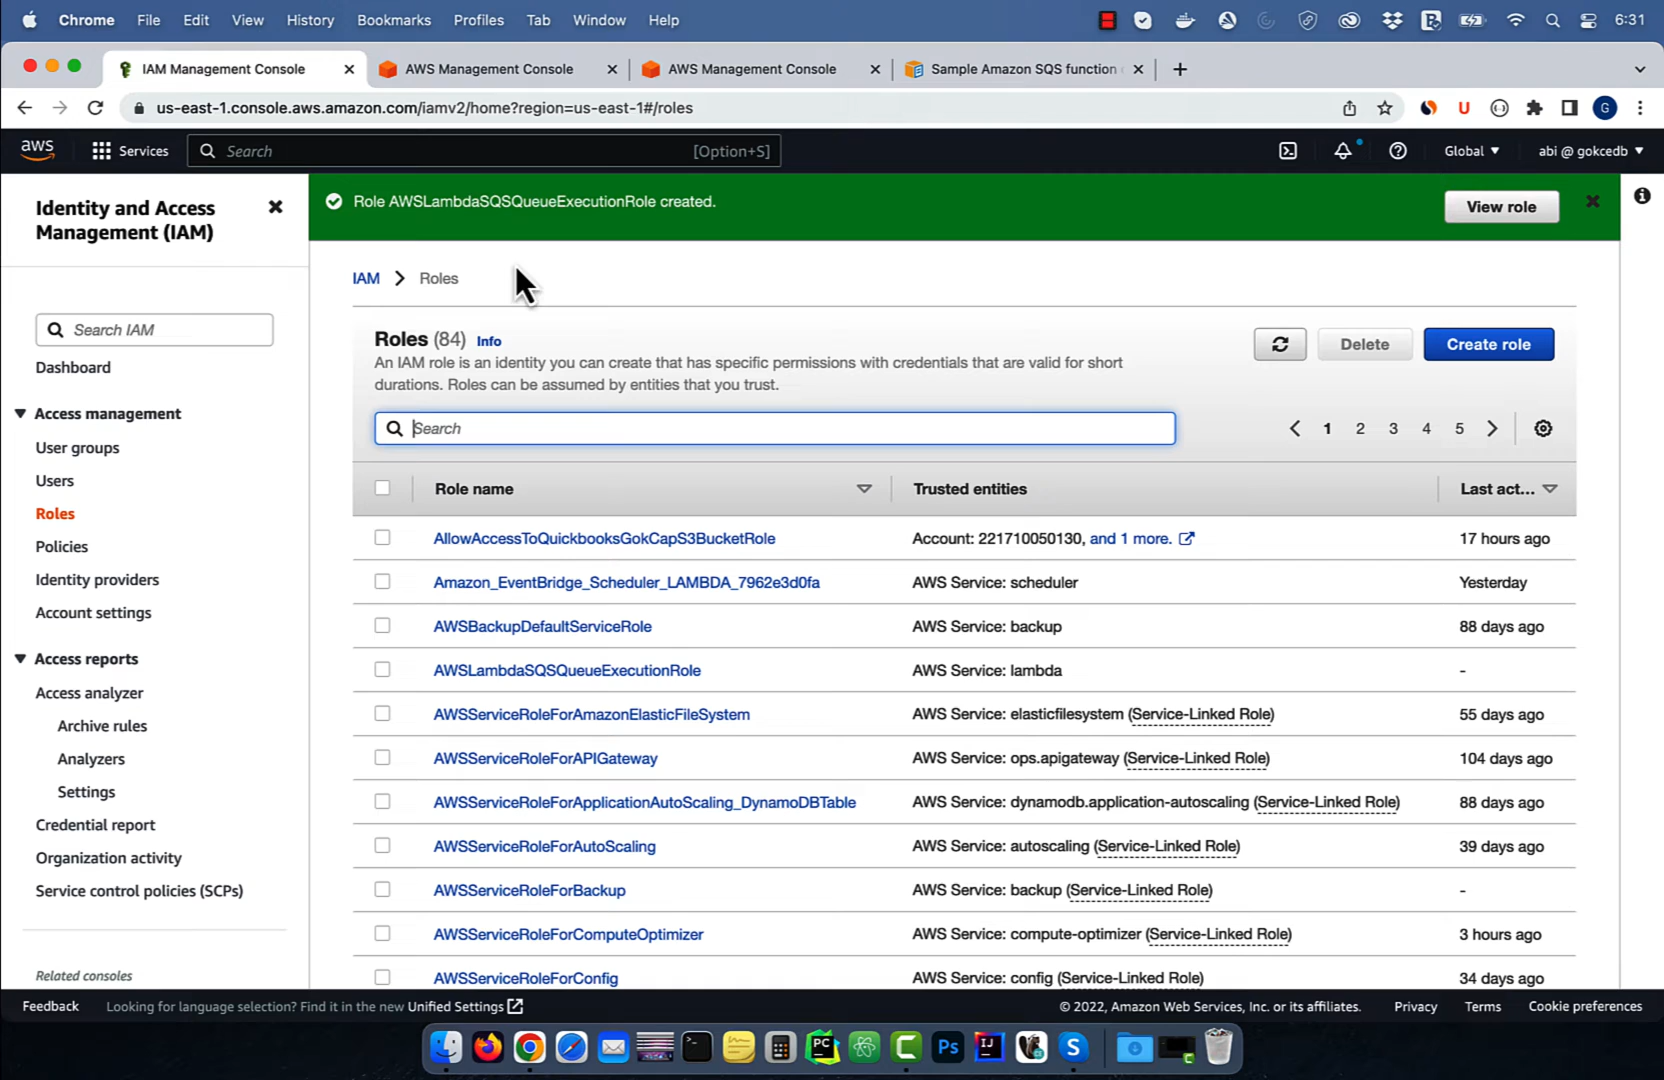 Chrome File Edit View History Bookmarks Profiles Tab Window Help 6:31
IAM Management Console AWS Management Console AWS Management Console Sample Amazon SQS function
us-east-1.console.aws.amazon.com/iamv2/home?region=us-east-1#/roles G
aws Services Search [Option+S] Global abi @ gokcedb
Identity and Access
Management (IAM)
Search IAM
Dashboard
Access management
User groups
Users
Roles
Policies
Identity providers
Account settings
Access reports
Access analyzer
Archive rules
Analyzers
Settings
Credential report
Organization activity
Service control policies (SCPs)
Related consoles
Role AWSLambdaSQSQueueExecutionRole created. View role
IAM > Roles
Roles (84) Info Delete Create role
An IAM role is an identity you can create that has specific permissions with credentials that are valid for short
durations. Roles can be assumed by entities that you trust.
Search 1 2 3 4 5
Role name Trusted entities Last act...
AllowAccessToQuickbooksGokCapS3BucketRole Account: 221710050130, and 1 more. 17 hours ago
Amazon_EventBridge_Scheduler_LAMBDA_7962e3d0fa AWS Service: scheduler Yesterday
AWSBackupDefaultServiceRole AWS Service: backup 88 days ago
AWSLambdaSQSQueueExecutionRole AWS Service: lambda -
AWSServiceRoleForAmazonElasticFileSystem AWS Service: elasticfilesystem (Service-Linked Role) 55 days ago
AWSServiceRoleForAPIGateway AWS Service: ops.apigateway (Service-Linked Role) 104 days ago
AWSServiceRoleForApplicationAutoScaling_DynamoDBTable AWS Service: dynamodb.application-autoscaling (Service-Linked Role) 88 days ago
AWSServiceRoleForAutoScaling AWS Service: autoscaling (Service-Linked Role) 39 days ago
AWSServiceRoleForBackup AWS Service: backup (Service-Linked Role) -
AWSServiceRoleForComputeOptimizer AWS Service: compute-optimizer (Service-Linked Role) 3 hours ago
AWSServiceRoleForConfig AWS Service: config (Service-Linked Role) 34 days ago
Feedback Looking for language selection? Find it in the new Unified Settings © 2022, Amazon Web Services, Inc. or its affiliates. Privacy Terms Cookie preferences
PC Ps IJ